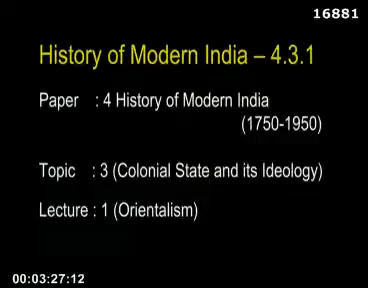 16881
History of Modern India – 4.3.1
Paper : 4 History of Modern India
(1750-1950)
Topic : 3 (Colonial State and its Ideology)
Lecture : 1 (Orientalism)
00:03:27:12